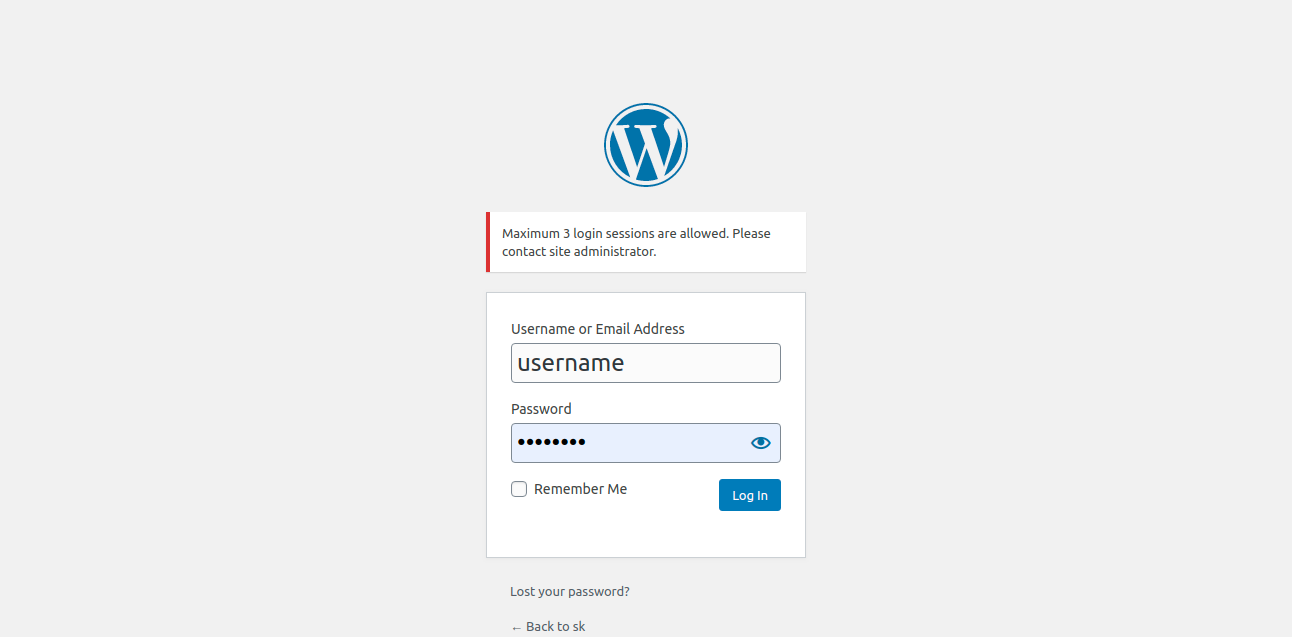 Maximum 3 login sessions are allowed. Please
contact site administrator.
Username or Email Address
username
Password
Remember Me
Log In
Lost your password?
← Back to sk